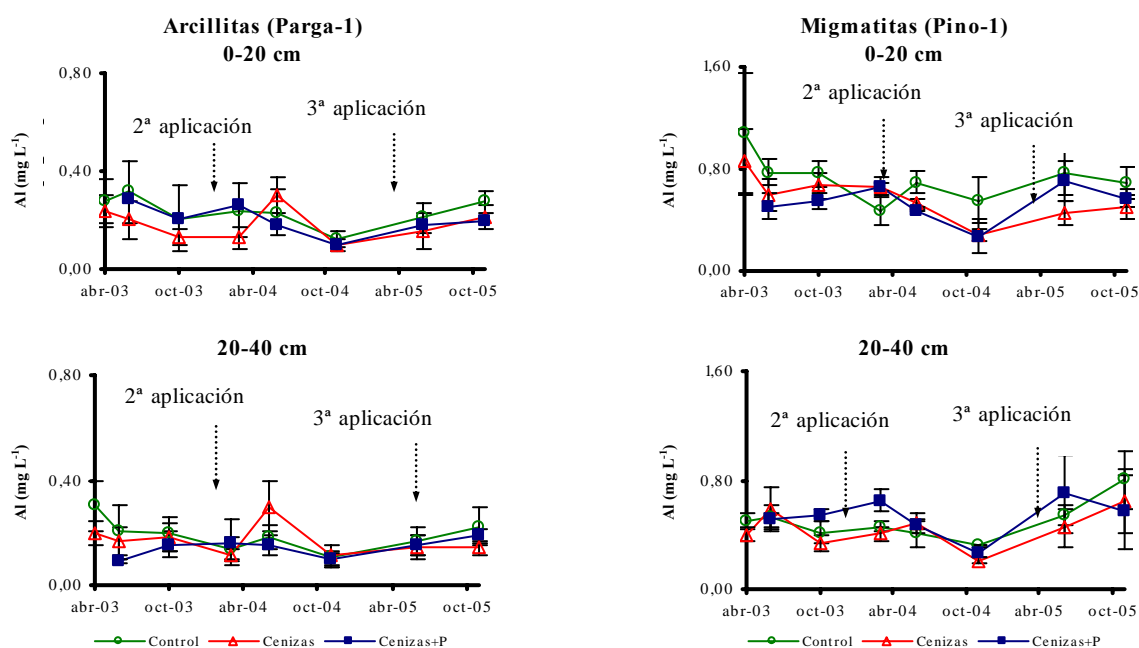 Arcillitas (Parga-1)
0-20 cm
0,80
0,40
0,00
Al (mg L-1)
2ª aplicación
3ª aplicación
abr-03 oct-03 abr-04 oct-04 abr-05 oct-05
Migmatitas (Pino-1)
0-20 cm
1,60
0,80
0,00
Al (mg L-1)
2ª aplicación
3ª aplicación
abr-03 oct-03 abr-04 oct-04 abr-05 oct-05
20-40 cm
0,80
0,40
0,00
Al (mg L-1)
2ª aplicación
3ª aplicación
abr-03 oct-03 abr-04 oct-04 abr-05 oct-05
Control Cenizas Cenizas+P
20-40 cm
1,60
0,80
0,00
Al (mg L-1)
2ª aplicación
3ª aplicación
abr-03 oct-03 abr-04 oct-04 abr-05 oct-05
Control Cenizas Cenizas+P